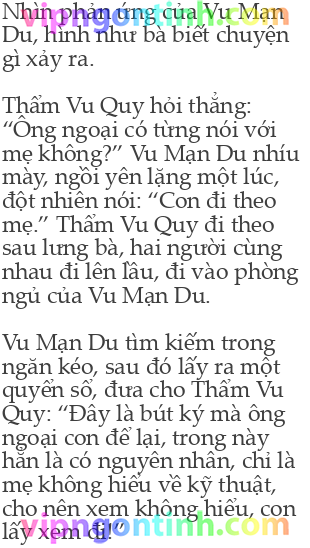 Nhìn phản ứng của Vu Mạn
Du, hình như bà biết chuyện
gì xảy ra.
Thẩm Vu Quy hỏi thẳng:
“Ông ngoại có từng nói với
mẹ không?” Vu Mạn Du nhíu
mày, ngồi yên lặng một lúc,
đột nhiên nói: “Con đi theo
mẹ.” Thẩm Vu Quy đi theo
sau lưng bà, hai người cùng
nhau đi lên lầu, đi vào phòng
ngủ của Vu Mạn Du.
Vu Mạn Du tìm kiếm trong
ngăn kéo, sau đó lấy ra một
quyển sổ, đưa cho Thẩm Vu
Quy: “Đây là bút ký mà ông
ngoại con để lại, trong này
hẳn là có nguyên nhân, chỉ là
mẹ không hiểu về kỹ thuật,
cho nên xem không hiểu, con
lấy xem đi!”
vipngontinh.com
vipngontinh.com